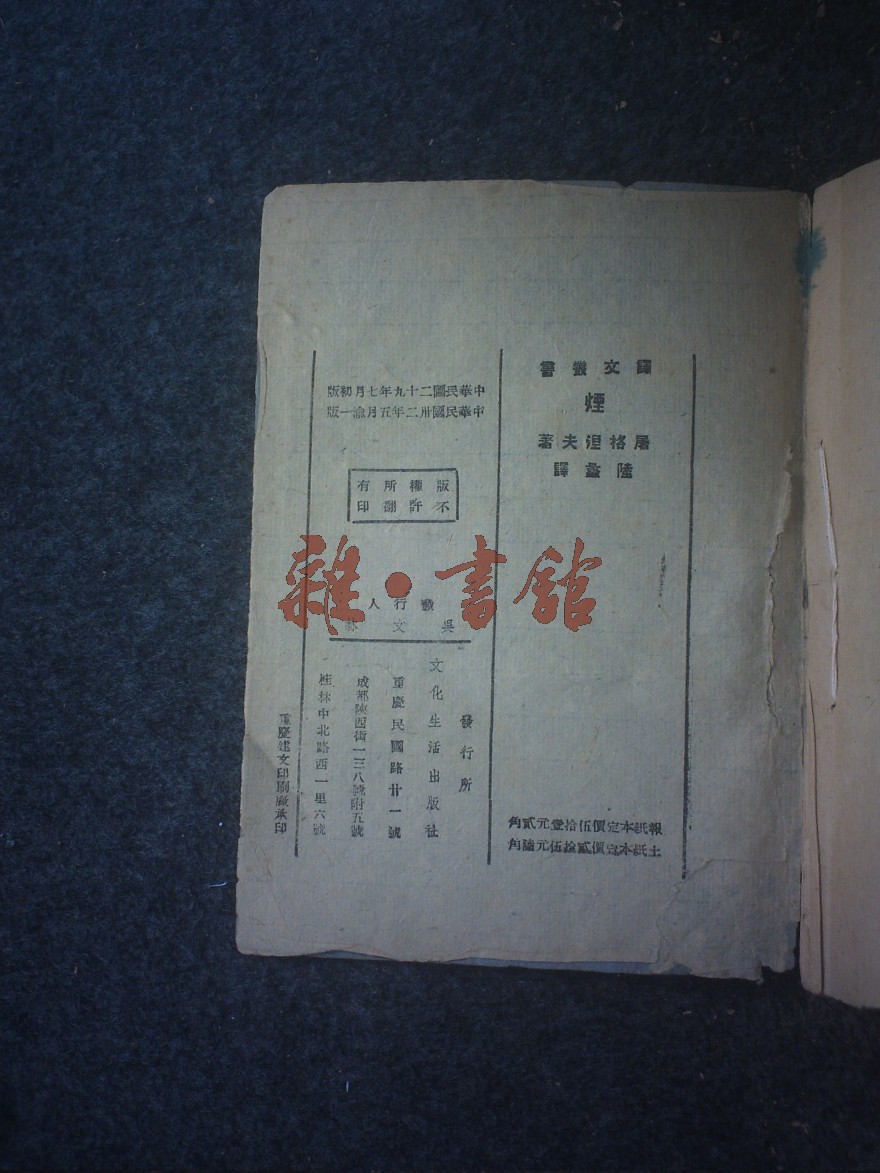 譯文叢書
煙
屠格涅夫著
陸蠡譯
報紙本定價伍拾壹元貳角
土紙本定價貳拾伍元陸角
中華民國二十九年七月初版
中華民國卅二年五月渝一版
版權所有
不許翻印
發行人
吳文林
發行所
文化生活出版社
重慶民國路廿一號
成都陝西街一三八號附五號
桂林中北路西一里六號
重慶建文印刷廠承印
雜·書館